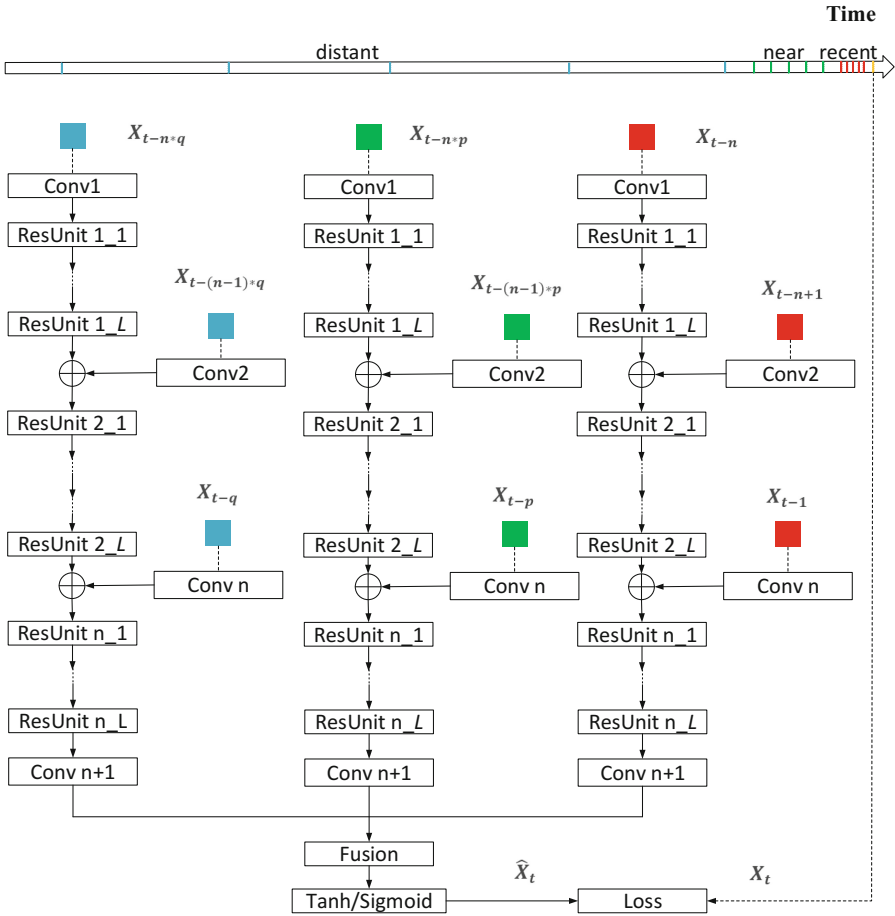 Time
distant near recent
X_{t-n*q} X_{t-n*p} X_{t-n}
Conv1 Conv1 Conv1
ResUnit 1_1 ResUnit 1_1 ResUnit 1_1
X_{t-(n-1)*q} X_{t-(n-1)*p} X_{t-n+1}
ResUnit 1_L ResUnit 1_L ResUnit 1_L
Conv2 Conv2 Conv2
ResUnit 2_1 ResUnit 2_1 ResUnit 2_1
X_{t-q} X_{t-p} X_{t-1}
ResUnit 2_L ResUnit 2_L ResUnit 2_L
Conv n Conv n Conv n
ResUnit n_1 ResUnit n_1 ResUnit n_1
ResUnit n_L ResUnit n_L ResUnit n_L
Conv n+1 Conv n+1 Conv n+1
Fusion
X̂_t X_t
Tanh/Sigmoid Loss